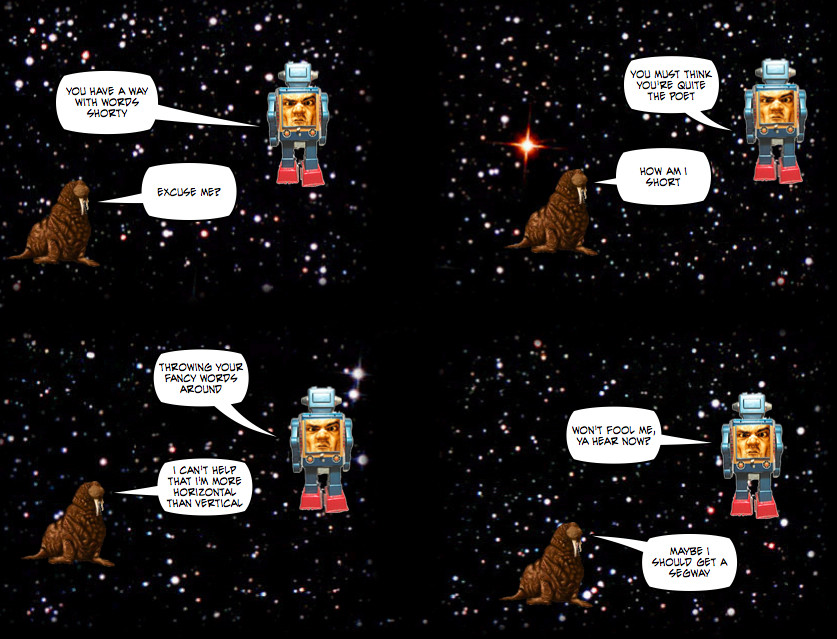 YOU HAVE A WAY
WITH WORDS
SHORTY
EXCUSE ME?
YOU MUST THINK
YOU'RE QUITE
THE POET
HOW AM I
SHORT
THROWING YOUR
FANCY WORDS
AROUND
I CAN'T HELP
THAT I'M MORE
HORIZONTAL
THAN VERTICAL
WON'T FOOL ME,
YA HEAR NOW?
MAYBE I
SHOULD GET A
SEGWAY